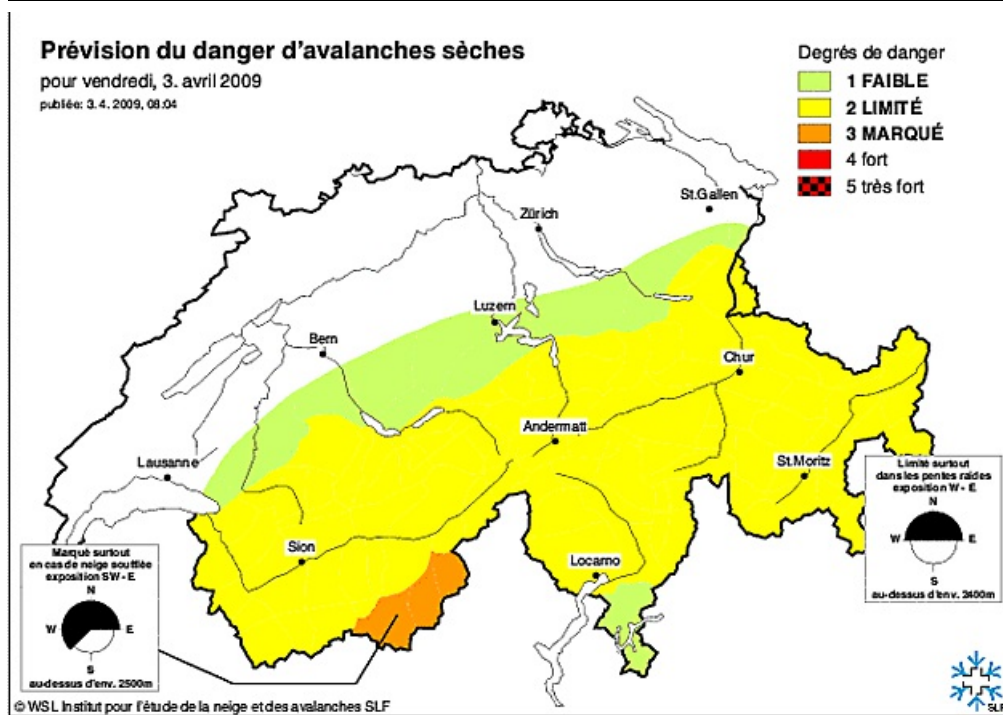 Prévision du danger d'avalanches sèches
pour vendredi, 3. avril 2009
publiée: 3. 4. 2009, 08:04
Degrés de danger
1 FAIBLE
2 LIMITÉ
3 MARQUÉ
4 fort
5 très fort
St.Gallen
Zürich
Luzern
Bern
Chur
Andermatt
Lausanne
St.Moritz
Sion
Locarno
Limité surtout
dans les pentes raides
exposition W - E
N
W E
S
au-dessus d'env. 2400m
Marqué surtout
en cas de neige soufflée
exposition SW - E
N
W E
S
au-dessus d'env. 2500m
© WSL Institut pour l'étude de la neige et des avalanches SLF
SLF